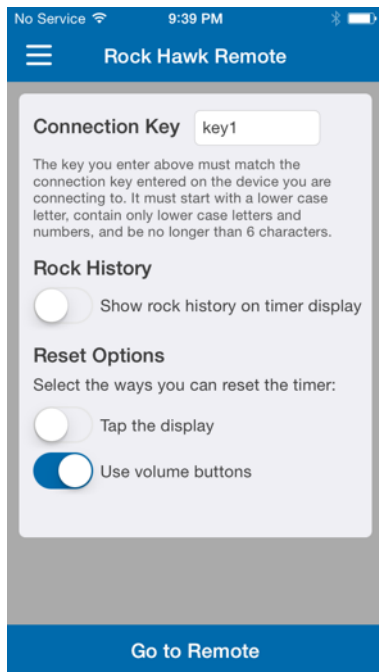 No Service 9:39 PM
Rock Hawk Remote
Connection Key key1
The key you enter above must match the
connection key entered on the device you are
connecting to. It must start with a lower case
letter, contain only lower case letters and
numbers, and be no longer than 6 characters.
Rock History
Show rock history on timer display
Reset Options
Select the ways you can reset the timer:
Tap the display
Use volume buttons
Go to Remote